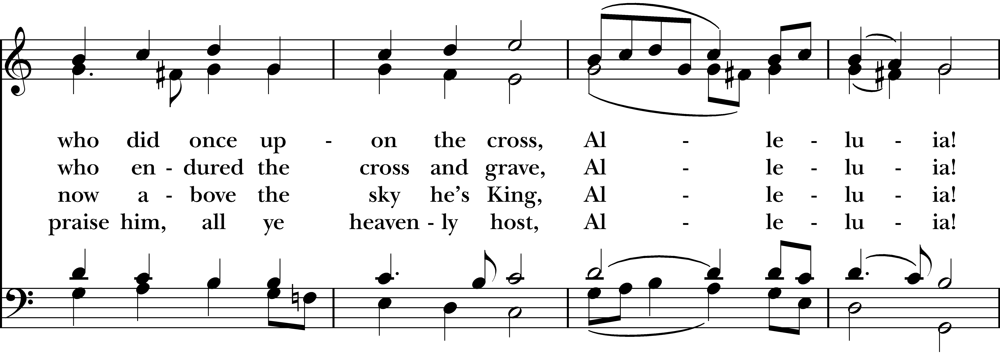 who did once up - on the cross, Al - le - lu - ia!
who en - dured the cross and grave, Al - le - lu - ia!
now a - bove the sky he’s King, Al - le - lu - ia!
praise him, all ye heaven - ly host, Al - le - lu - ia!